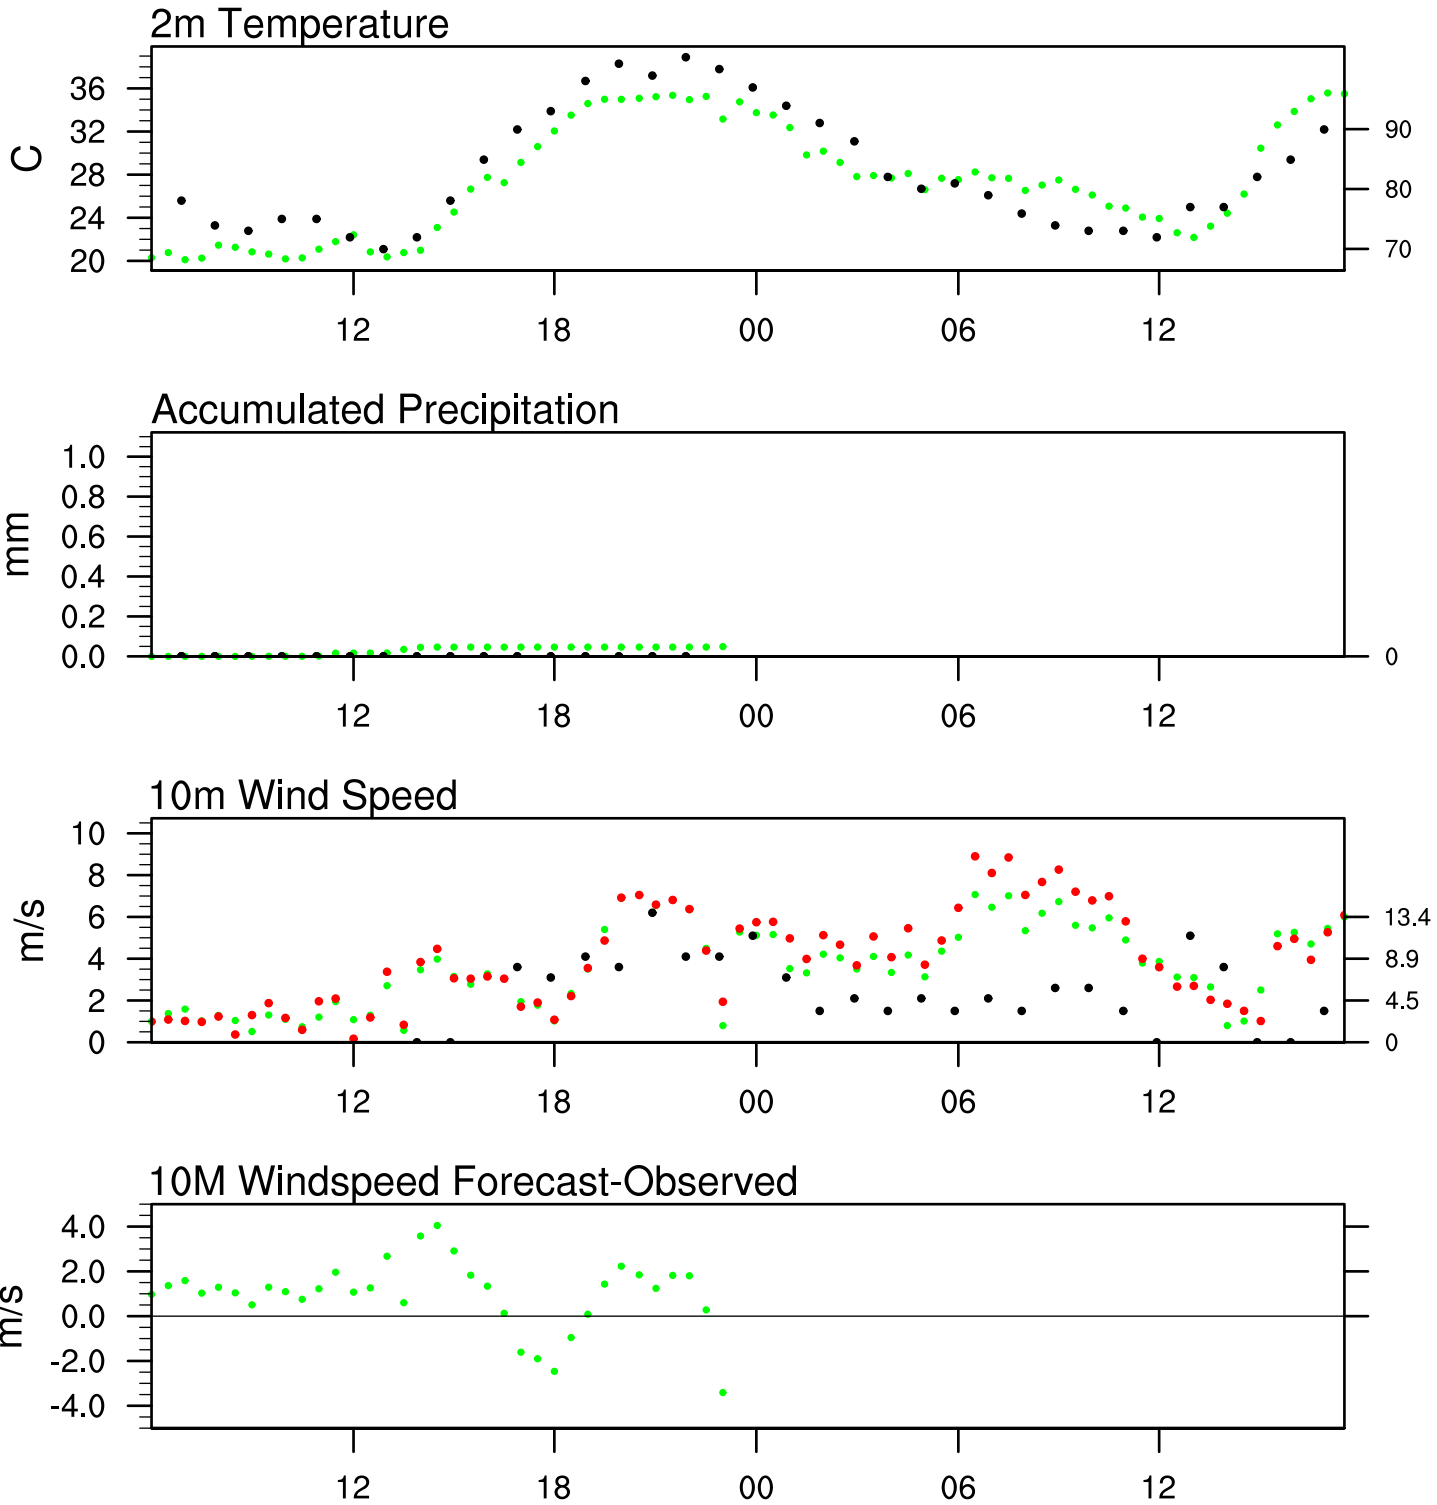 2m Temperature
C
36
32
28
24
20
90
80
70
12 18 00 06 12
Accumulated Precipitation
mm
1.0
0.8
0.6
0.4
0.2
0.0
0
12 18 00 06 12
10m Wind Speed
m/s
10
8
6
4
2
0
13.4
8.9
4.5
0
12 18 00 06 12
10M Windspeed Forecast-Observed
m/s
4.0
2.0
0.0
-2.0
-4.0
12 18 00 06 12